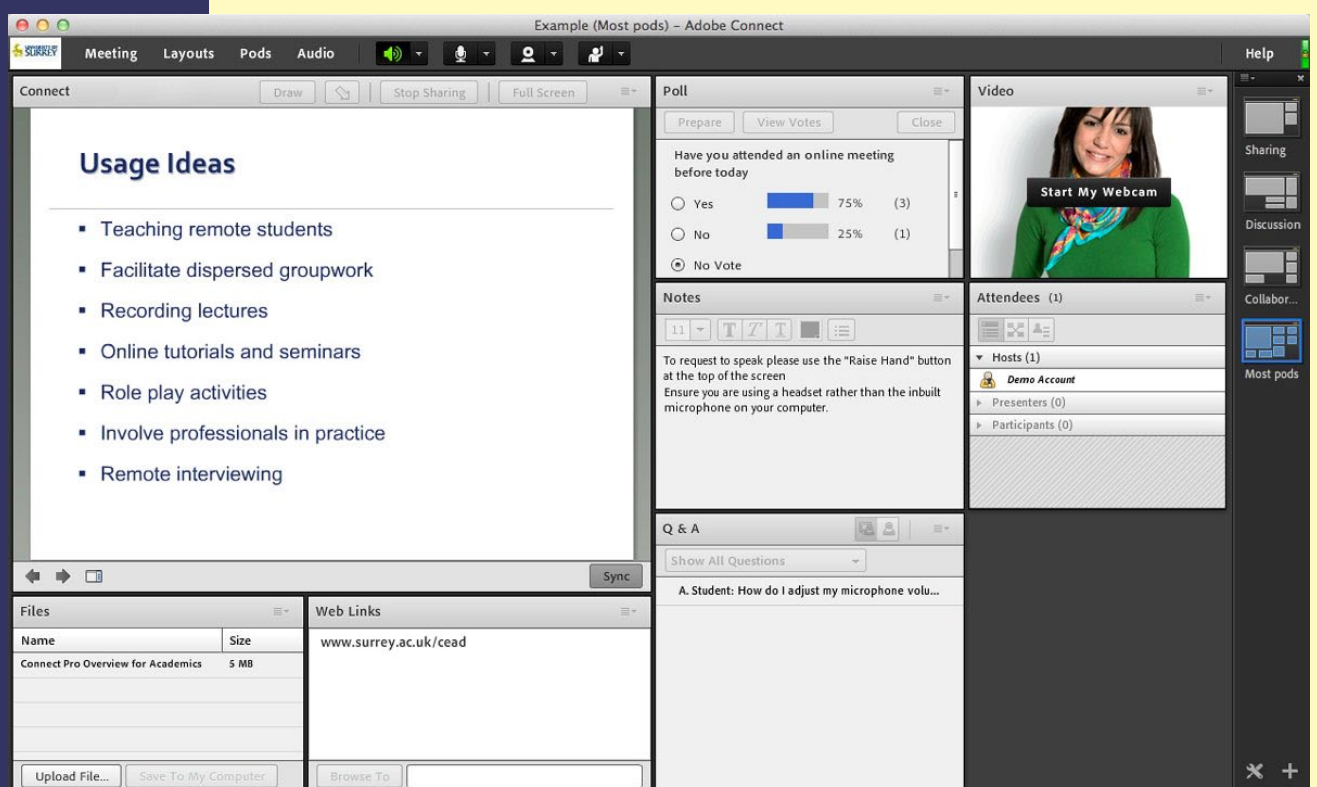 Example (Most pods) – Adobe Connect
UNIVERSITY OF
SURREY
Meeting Layouts Pods Audio Help
Connect Draw Stop Sharing Full Screen
Usage Ideas
Teaching remote students
Facilitate dispersed groupwork
Recording lectures
Online tutorials and seminars
Role play activities
Involve professionals in practice
Remote interviewing
Sync
Files
Name Size
Connect Pro Overview for Academics 5 MB
Upload File... Save To My Computer
Web Links
www.surrey.ac.uk/cead
Browse To
Poll
Prepare View Votes Close
Have you attended an online meeting
before today
Yes 75% (3)
No 25% (1)
No Vote
Notes
11 T T T
To request to speak please use the "Raise Hand" button
at the top of the screen
Ensure you are using a headset rather than the inbuilt
microphone on your computer.
Q & A
Show All Questions
A. Student: How do I adjust my microphone volu...
Video
Start My Webcam
Attendees (1)
Hosts (1)
Demo Account
Presenters (0)
Participants (0)
Sharing
Discussion
Collabor...
Most pods